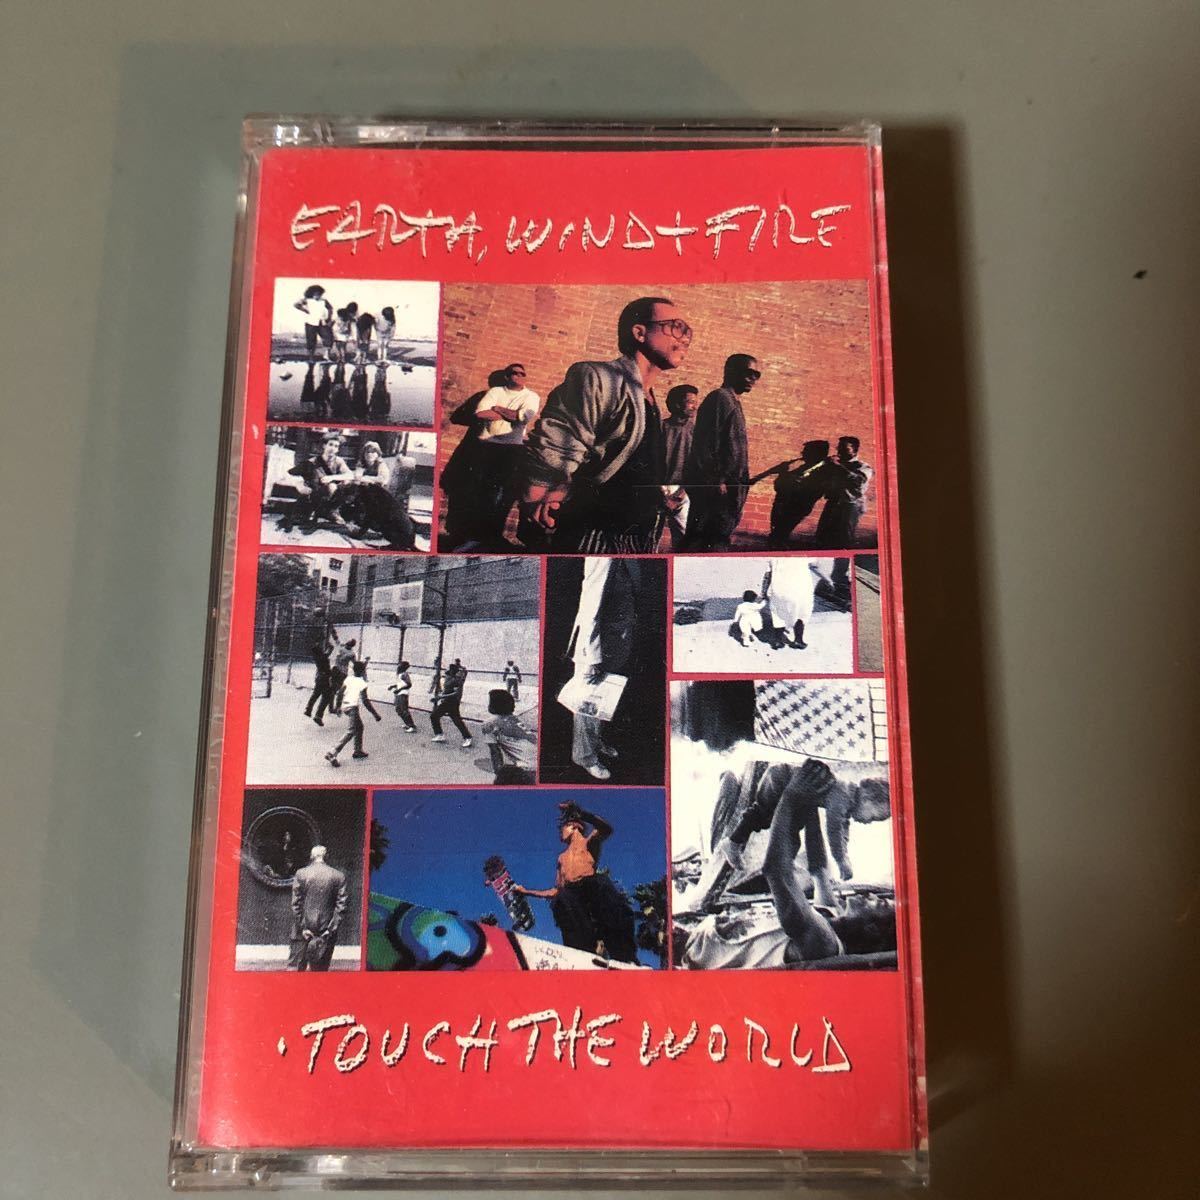 EARTH, WIND + FIRE
·TOUCH THE WORLD